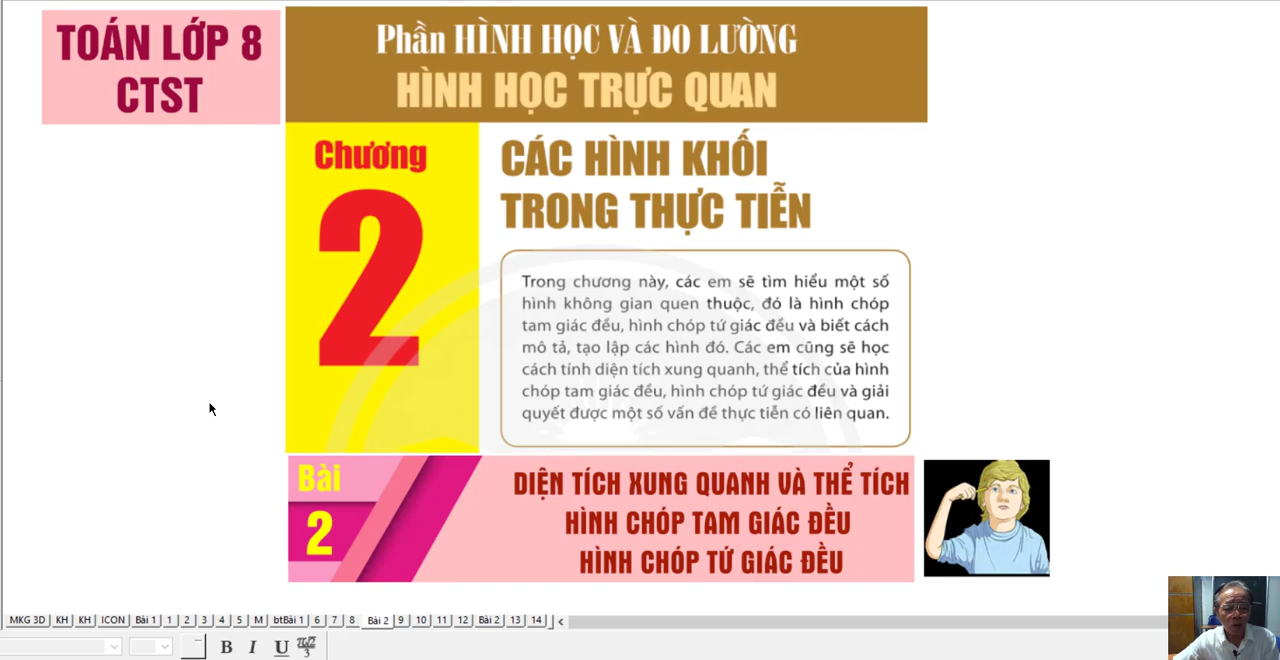 TOÁN LỚP 8
CTST
Phần HÌNH HỌC VÀ ĐO LƯỜNG
HÌNH HỌC TRỰC QUAN
Chương
2
CÁC HÌNH KHỐI
TRONG THỰC TIỄN
Trong chương này, các em sẽ tìm hiểu một số
hình không gian quen thuộc, đó là hình chóp
tam giác đều, hình chóp tứ giác đều và biết cách
mô tả, tạo lập các hình đó. Các em cũng sẽ học
cách tính diện tích xung quanh, thể tích của hình
chóp tam giác đều, hình chóp tứ giác đều và giải
quyết được một số vấn đề thực tiễn có liên quan.
Bài
2
DIỆN TÍCH XUNG QUANH VÀ THỂ TÍCH
HÌNH CHÓP TAM GIÁC ĐỀU
HÌNH CHÓP TỨ GIÁC ĐỀU
MKG 3D KH KH ICON Bài 1 1 2 3 4 5 M btBài 1 6 7 8 Bài 2 9 10 11 12 Bài 2 13 14
B I U